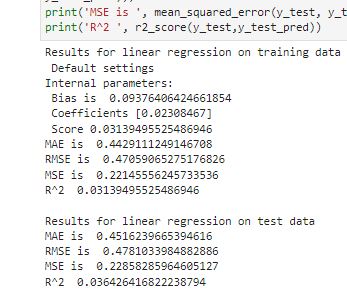 print('MSE is ', mean_squared_error(y_test, y_t
print('R^2 ', r2_score(y_test,y_test_pred))
Results for linear regression on training data
Default settings
Internal parameters:
Bias is  0.09376406424661854
Coefficients [0.02308467]
Score 0.03139495525486946
MAE is  0.4429111249146708
RMSE is  0.47059065275176826
MSE is  0.22145556245733536
R^2  0.03139495525486946
Results for linear regression on test data
MAE is  0.4516239665394616
RMSE is  0.4781033984882886
MSE is  0.22858285964605127
R^2  0.036426416822238794